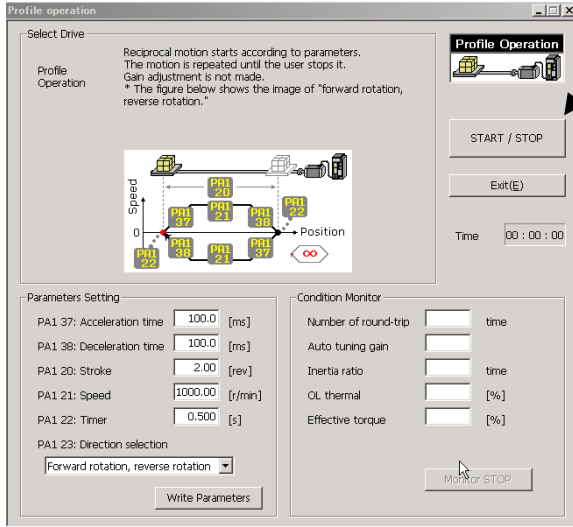 Profile operation
Select Drive
Profile
Operation
Reciprocal motion starts according to parameters.
The motion is repeated until the user stops it.
Gain adjustment is not made.
* The figure below shows the image of "forward rotation,
reverse rotation."
Speed
PA1
20
PA1
37
PA1
21
PA1
38
PA1
22
0
Position
PA1
22
PA1
38
PA1
21
PA1
37
∞
Profile Operation
START / STOP
Exit(E)
Time 00 : 00 : 00
Parameters Setting
PA1 37: Acceleration time 100.0 [ms]
PA1 38: Deceleration time 100.0 [ms]
PA1 20: Stroke 2.00 [rev]
PA1 21: Speed 1000.00 [r/min]
PA1 22: Timer 0.500 [s]
PA1 23: Direction selection
Forward rotation, reverse rotation
Write Parameters
Condition Monitor
Number of round-trip time
Auto tuning gain
Inertia ratio time
OL thermal [%]
Effective torque [%]
Monitor STOP